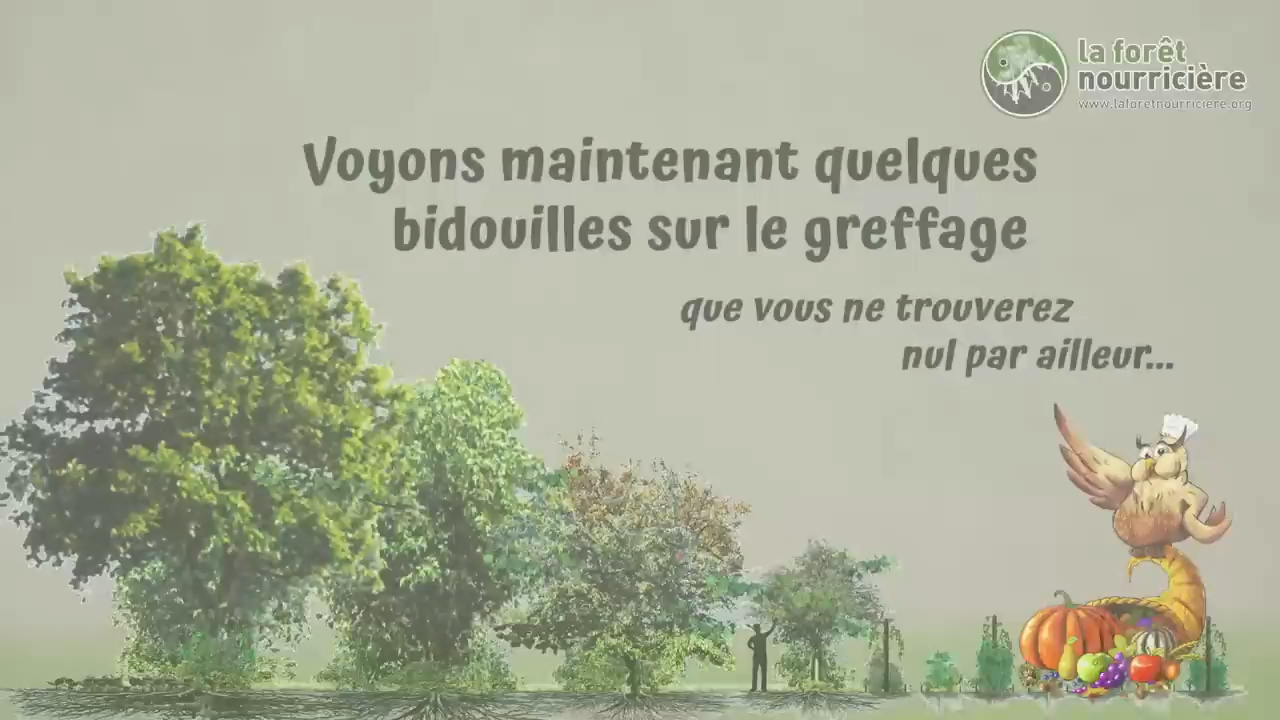 la forêt
nourricière
www.laforetnourriciere.org
Voyons maintenant quelques
bidouilles sur le greffage
que vous ne trouverez
nul par ailleur...